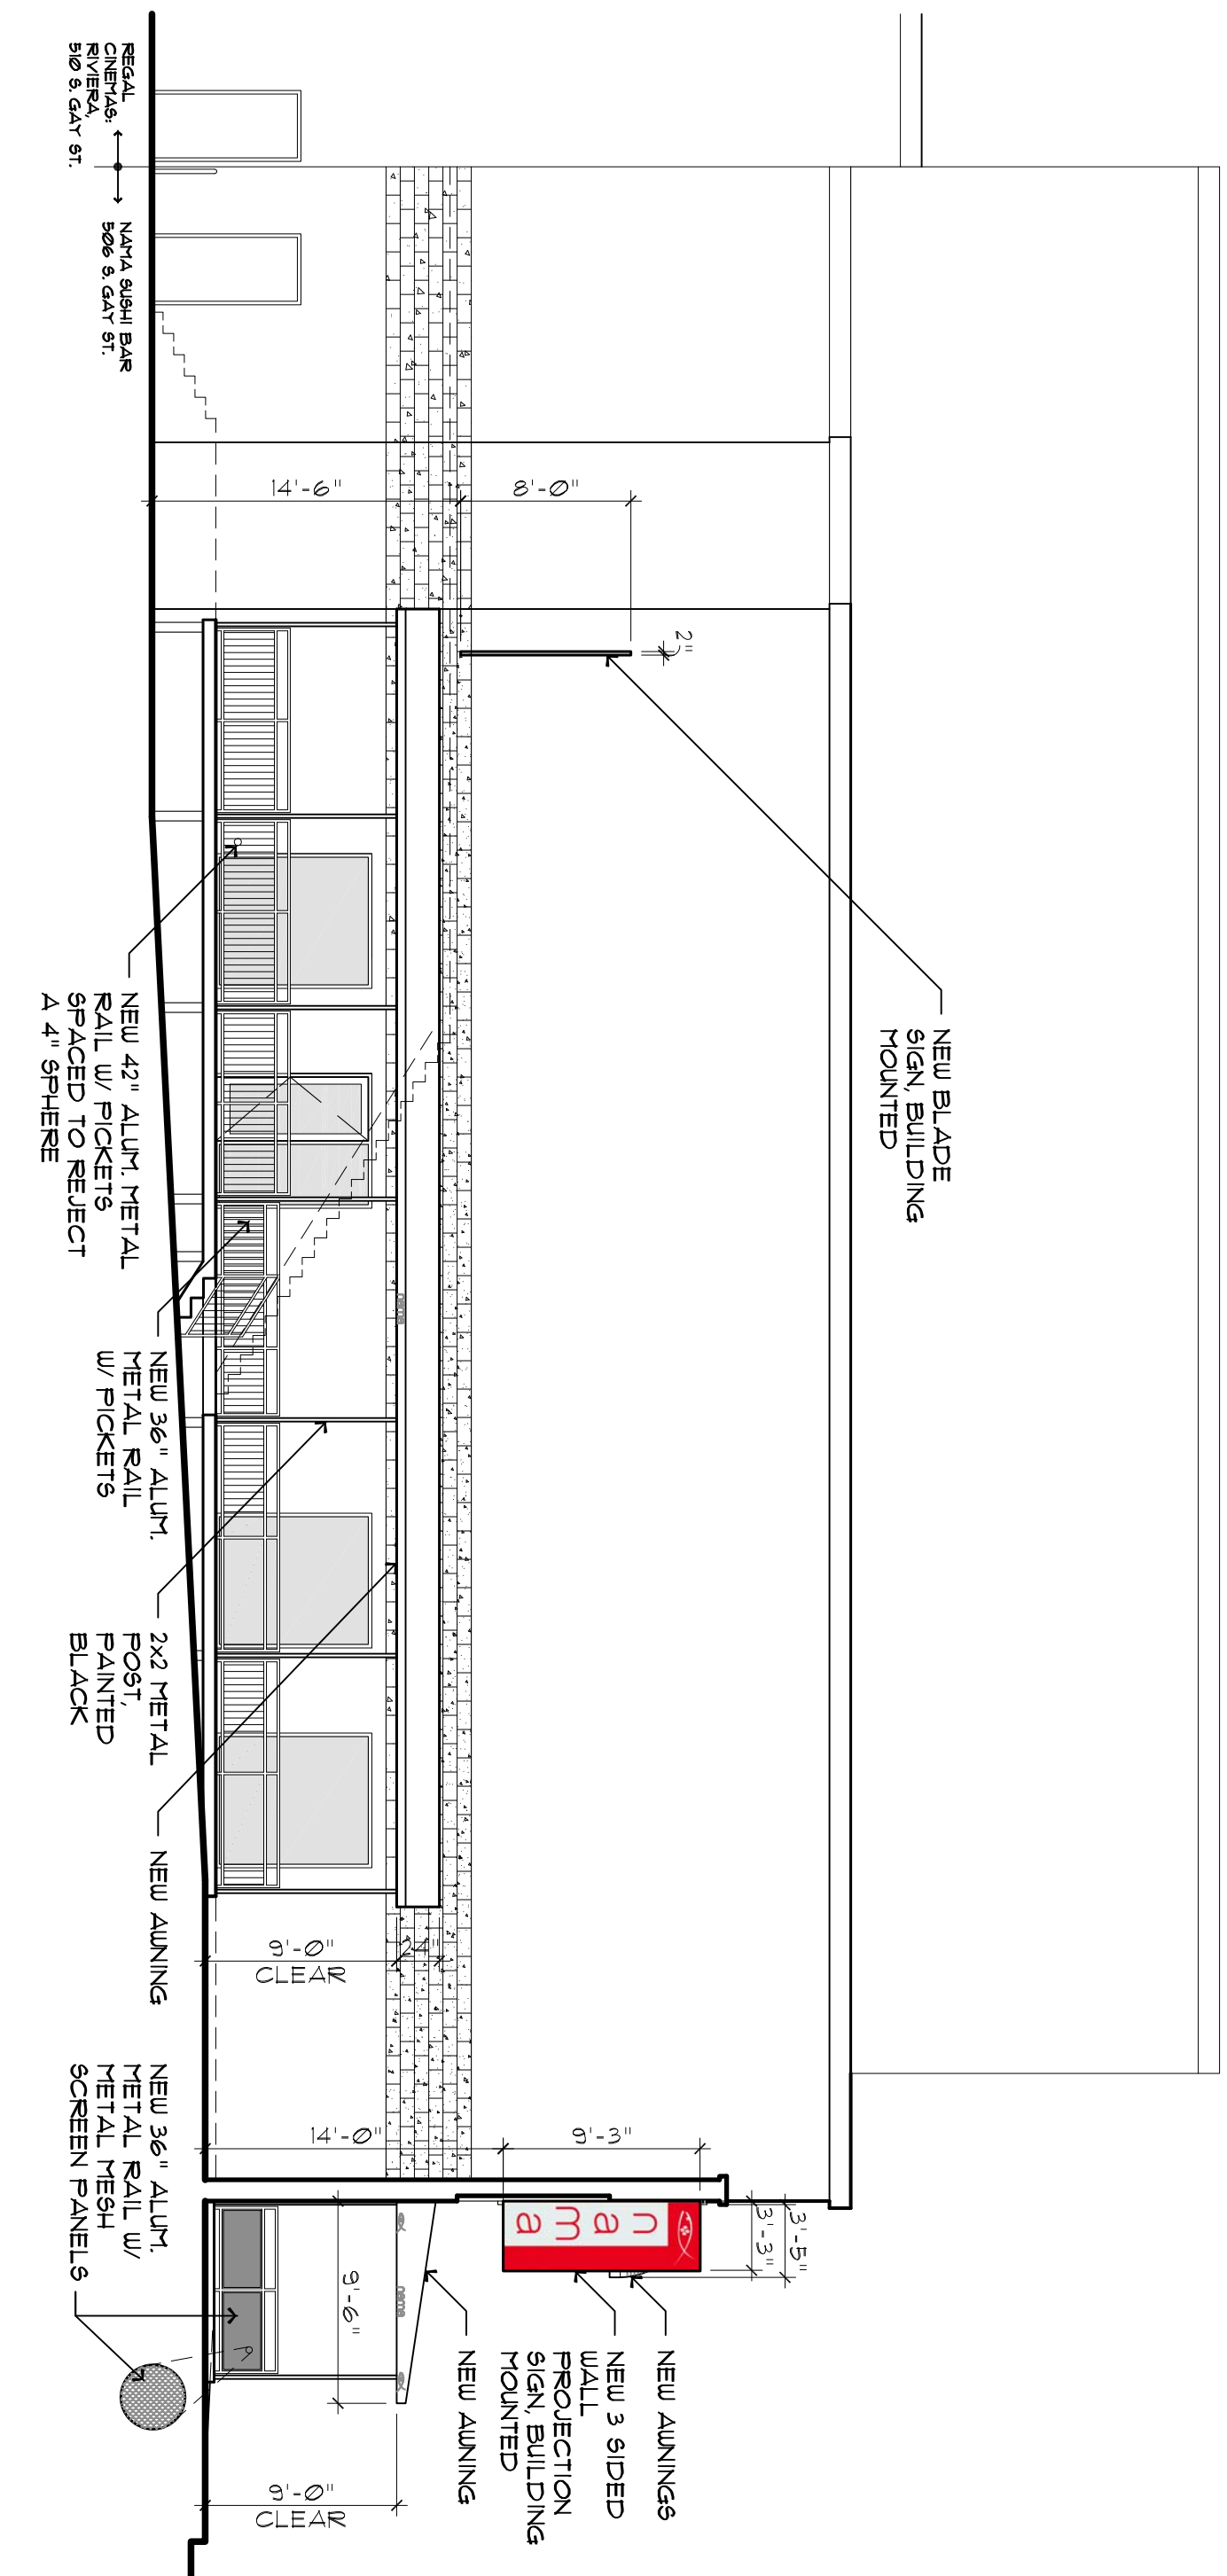 NEW BLADE
SIGN, BUILDING
MOUNTED
8'-0"
14'-6"
2"
REGAL
CINEMAS:
RIVIERA,
510 S. GAY ST.
NAMA SUSHI BAR
506 S. GAY ST.
NEW 42" ALUM. METAL
RAIL W/ PICKETS
SPACED TO REJECT
A 4" SPHERE
NEW 36" ALUM.
METAL RAIL
W/ PICKETS
2x2 METAL
POST,
PAINTED
BLACK
NEW AWNING
nama
24"
9'-0"
CLEAR
9'-3"
14'-0"
3'-5"
3'-3"
nama
nama
9'-6"
NEW 36" ALUM.
METAL RAIL W/
METAL MESH
SCREEN PANELS
NEW AWNINGS
NEW 3 SIDED
WALL
PROJECTION
SIGN, BUILDING
MOUNTED
NEW AWNING
9'-0"
CLEAR